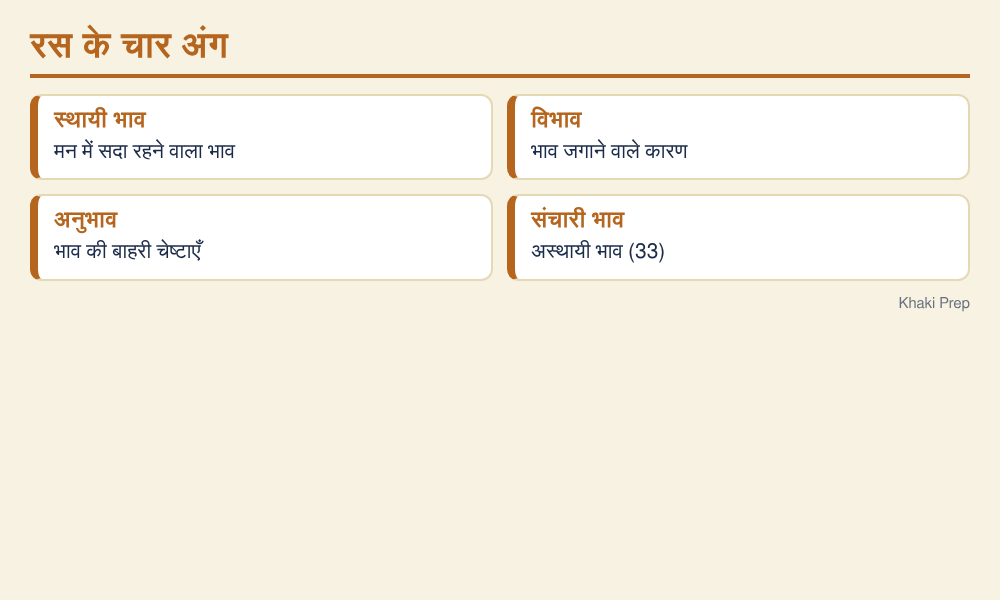 रस के चार अंग
स्थायी भाव
मन में सदा रहने वाला भाव
विभाव
भाव जगाने वाले कारण
अनुभाव
भाव की बाहरी चेष्टाएँ
संचारी भाव
अस्थायी भाव (33)
Khaki Prep